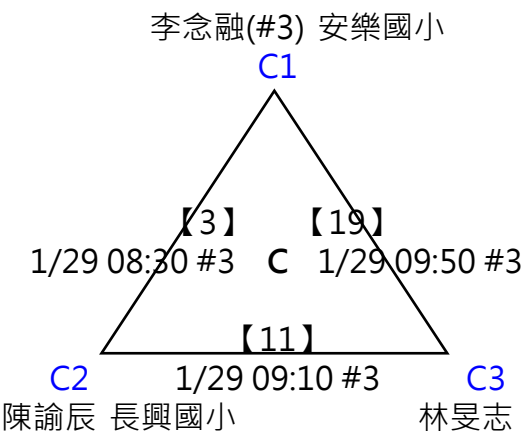 李念融(#3) 安樂國小
C1
【3】 【19】
1/29 08:30 #3 C 1/29 09:50 #3
【11】
C2 1/29 09:10 #3 C3
陳諭辰 長興國小 林旻志